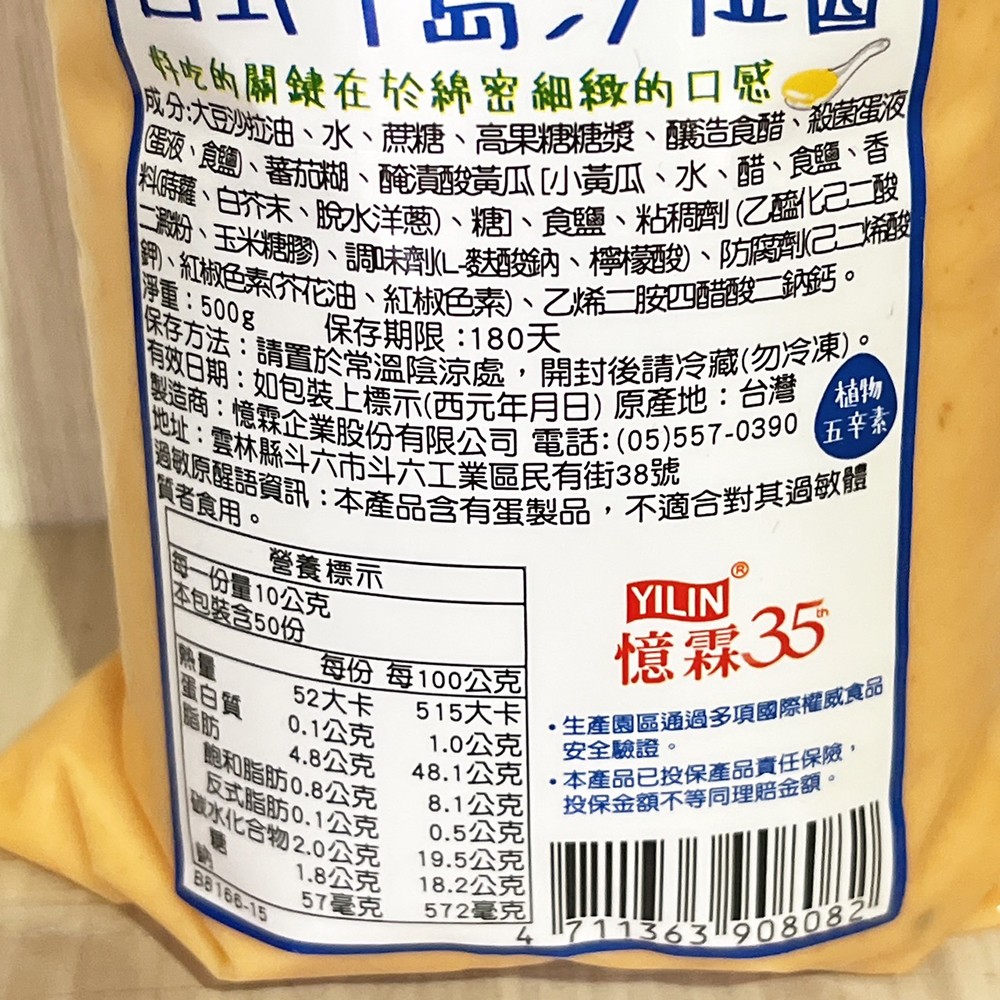 台式千島沙拉醬
好吃的關鍵在於綿密細緻的口感
成分:大豆沙拉油、水、蔗糖、高果糖糖漿、釀造食醋、殺菌蛋液
(蛋液、食鹽)、蕃茄糊、醃漬酸黃瓜[小黃瓜、水、醋、食鹽、香
料(蒔蘿、白芥末、脫水洋蔥)、糖]、食鹽、粘稠劑(乙醯化己二酸
二澱粉、玉米糖膠)、調味劑(L-麩酸鈉、檸檬酸)、防腐劑(己二烯酸
鉀)、紅椒色素(芥花油、紅椒色素)、乙烯二胺四醋酸二鈉鈣。
淨重:500g 保存期限:180天
保存方法:請置於常溫陰涼處,開封後請冷藏(勿冷凍)。
有效日期:如包裝上標示(西元年月日) 原產地:台灣
製造商:憶霖企業股份有限公司 電話:(05)557-0390
地址:雲林縣斗六市斗六工業區民有街38號
過敏原醒語資訊:本產品含有蛋製品,不適合對其過敏體
質者食用。
植物
五辛素
營養標示
每一份量10公克
本包裝含50份
每份 每100公克
熱量 52大卡 515大卡
蛋白質 0.1公克 1.0公克
脂肪 4.8公克 48.1公克
飽和脂肪0.8公克 8.1公克
反式脂肪0.1公克 0.5公克
碳水化合物2.0公克 19.5公克
糖 1.8公克 18.2公克
鈉 57毫克 572毫克
B8166-15
YILIN®
憶霖35th
•生產園區通過多項國際權威食品
安全驗證。
•本產品已投保產品責任保險,
投保金額不等同理賠金額。
4 711363 908082